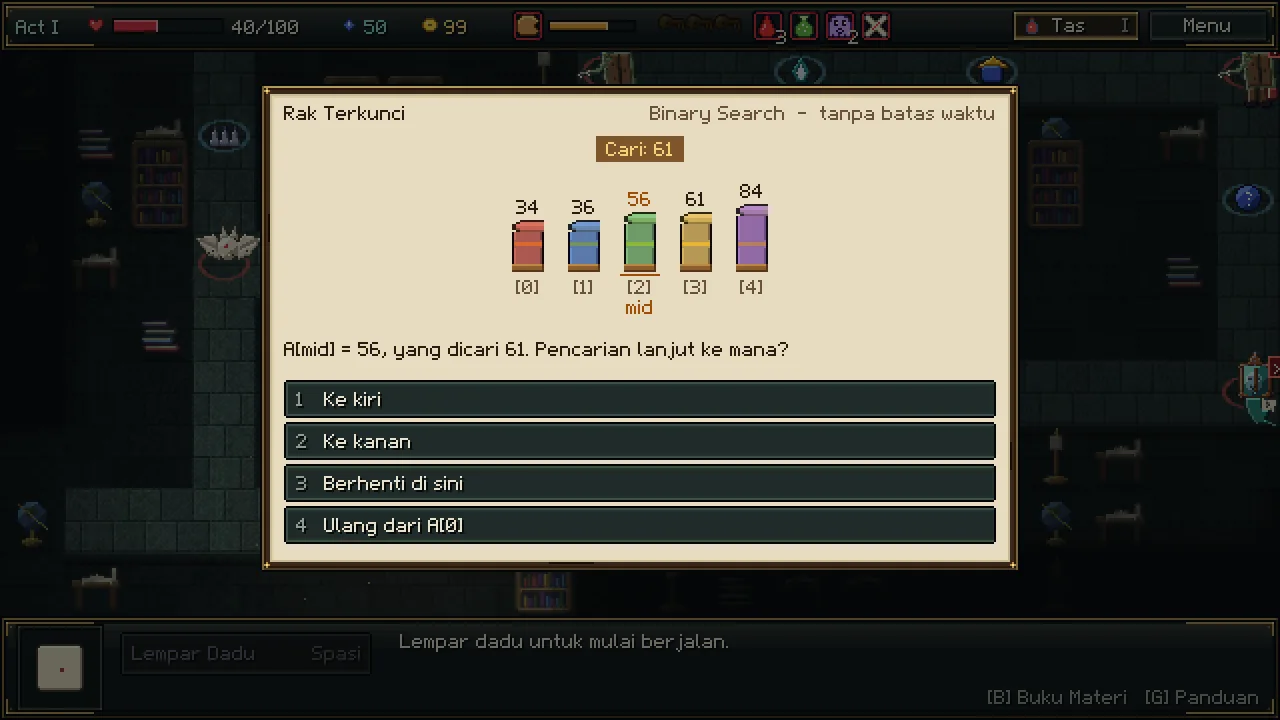 Act I 40/100 50 99 3 2 Tas I Menu
Rak Terkunci Binary Search - tanpa batas waktu
Cari: 61
34 36 56 61 84
[0] [1] [2] [3] [4]
mid
A[mid] = 56, yang dicari 61. Pencarian lanjut ke mana?
1 Ke kiri
2 Ke kanan
3 Berhenti di sini
4 Ulang dari A[0]
Lempar Dadu Spasi Lempar dadu untuk mulai berjalan.
[B] Buku Materi [G] Panduan